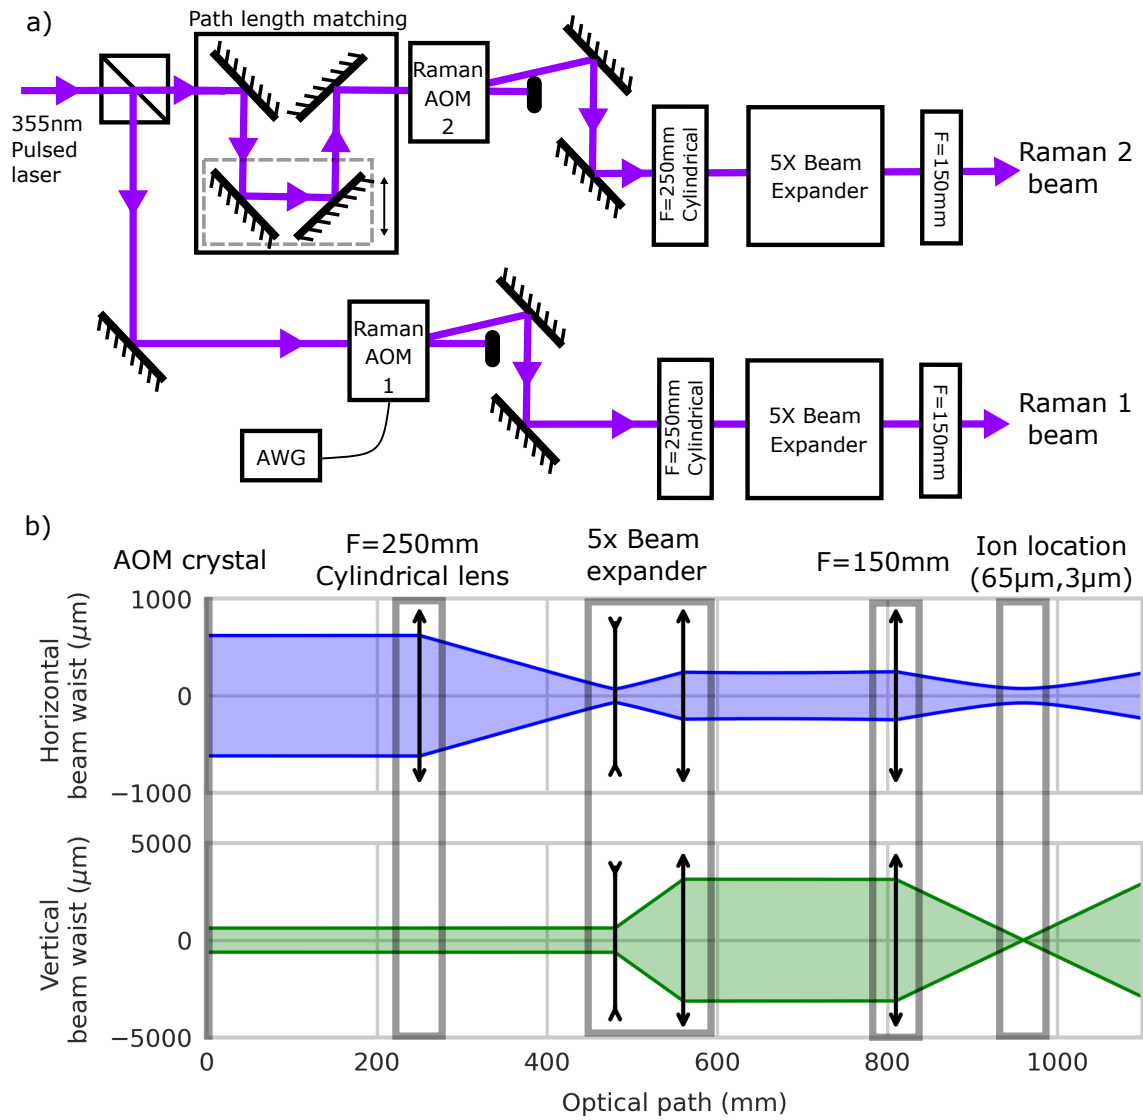 a)
Path length matching
355nm
Pulsed
laser
Raman
AOM
2
F=250mm
Cylindrical
5X Beam
Expander
F=150mm
Raman 2
beam
Raman
AOM
1
AWG
F=250mm
Cylindrical
5X Beam
Expander
F=150mm
Raman 1
beam
b)
AOM crystal
F=250mm
Cylindrical lens
5x Beam
expander
F=150mm
Ion location
(65μm,3μm)
Horizontal
beam waist (μm)
1000
0
−1000
Vertical
beam waist (μm)
5000
0
−5000
0
200
400
600
800
1000
Optical path (mm)